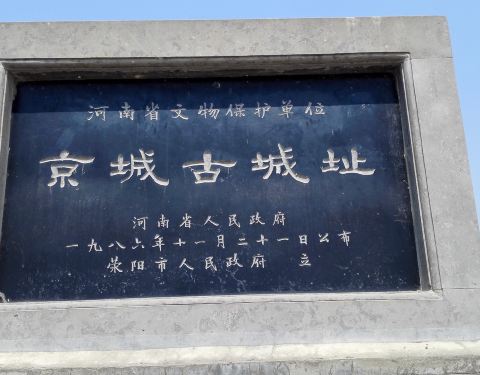 河南省文物保护单位
京城古城址
河南省人民政府
一九八六年十一月二十一日公布
荥阳市人民政府 立